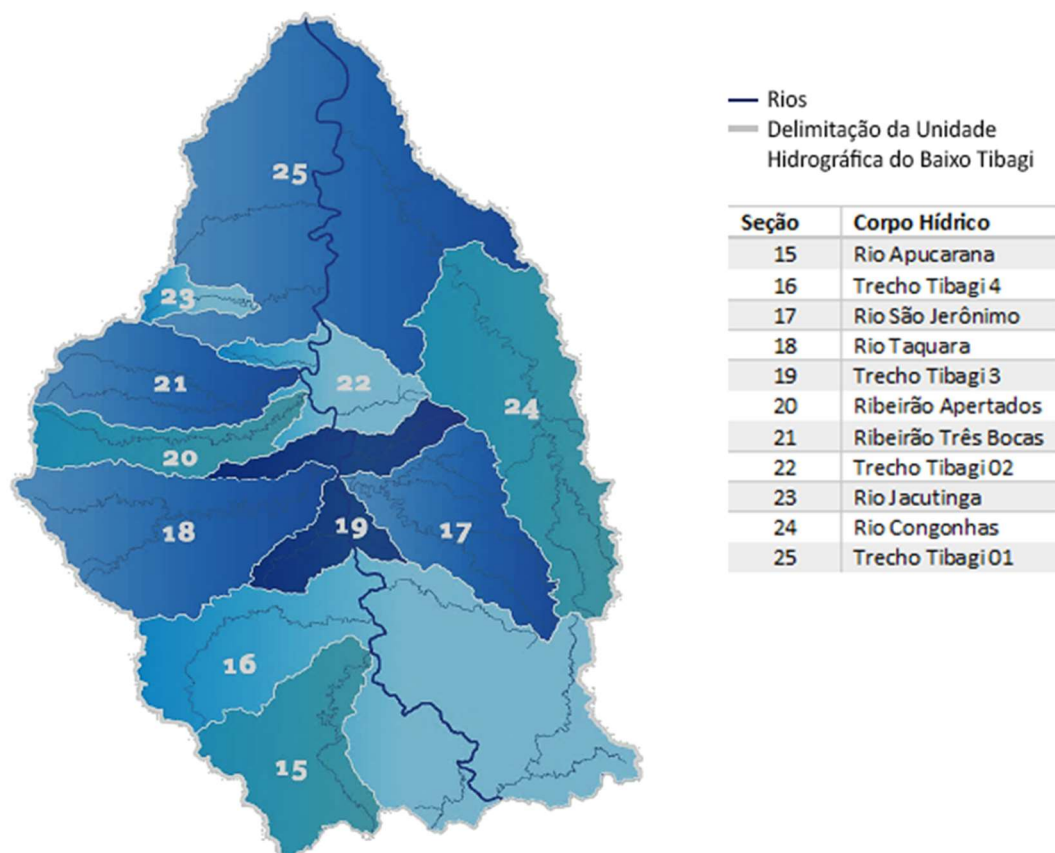 25
23
21
22
24
20
18
19
17
16
15
Rios
Delimitação da Unidade
Hidrográfica do Baixo Tibagi
Seção Corpo Hídrico
15 Rio Apucarana
16 Trecho Tibagi 4
17 Rio São Jerônimo
18 Rio Taquara
19 Trecho Tibagi 3
20 Ribeirão Apertados
21 Ribeirão Três Bocas
22 Trecho Tibagi 02
23 Rio Jacutinga
24 Rio Congonhas
25 Trecho Tibagi 01